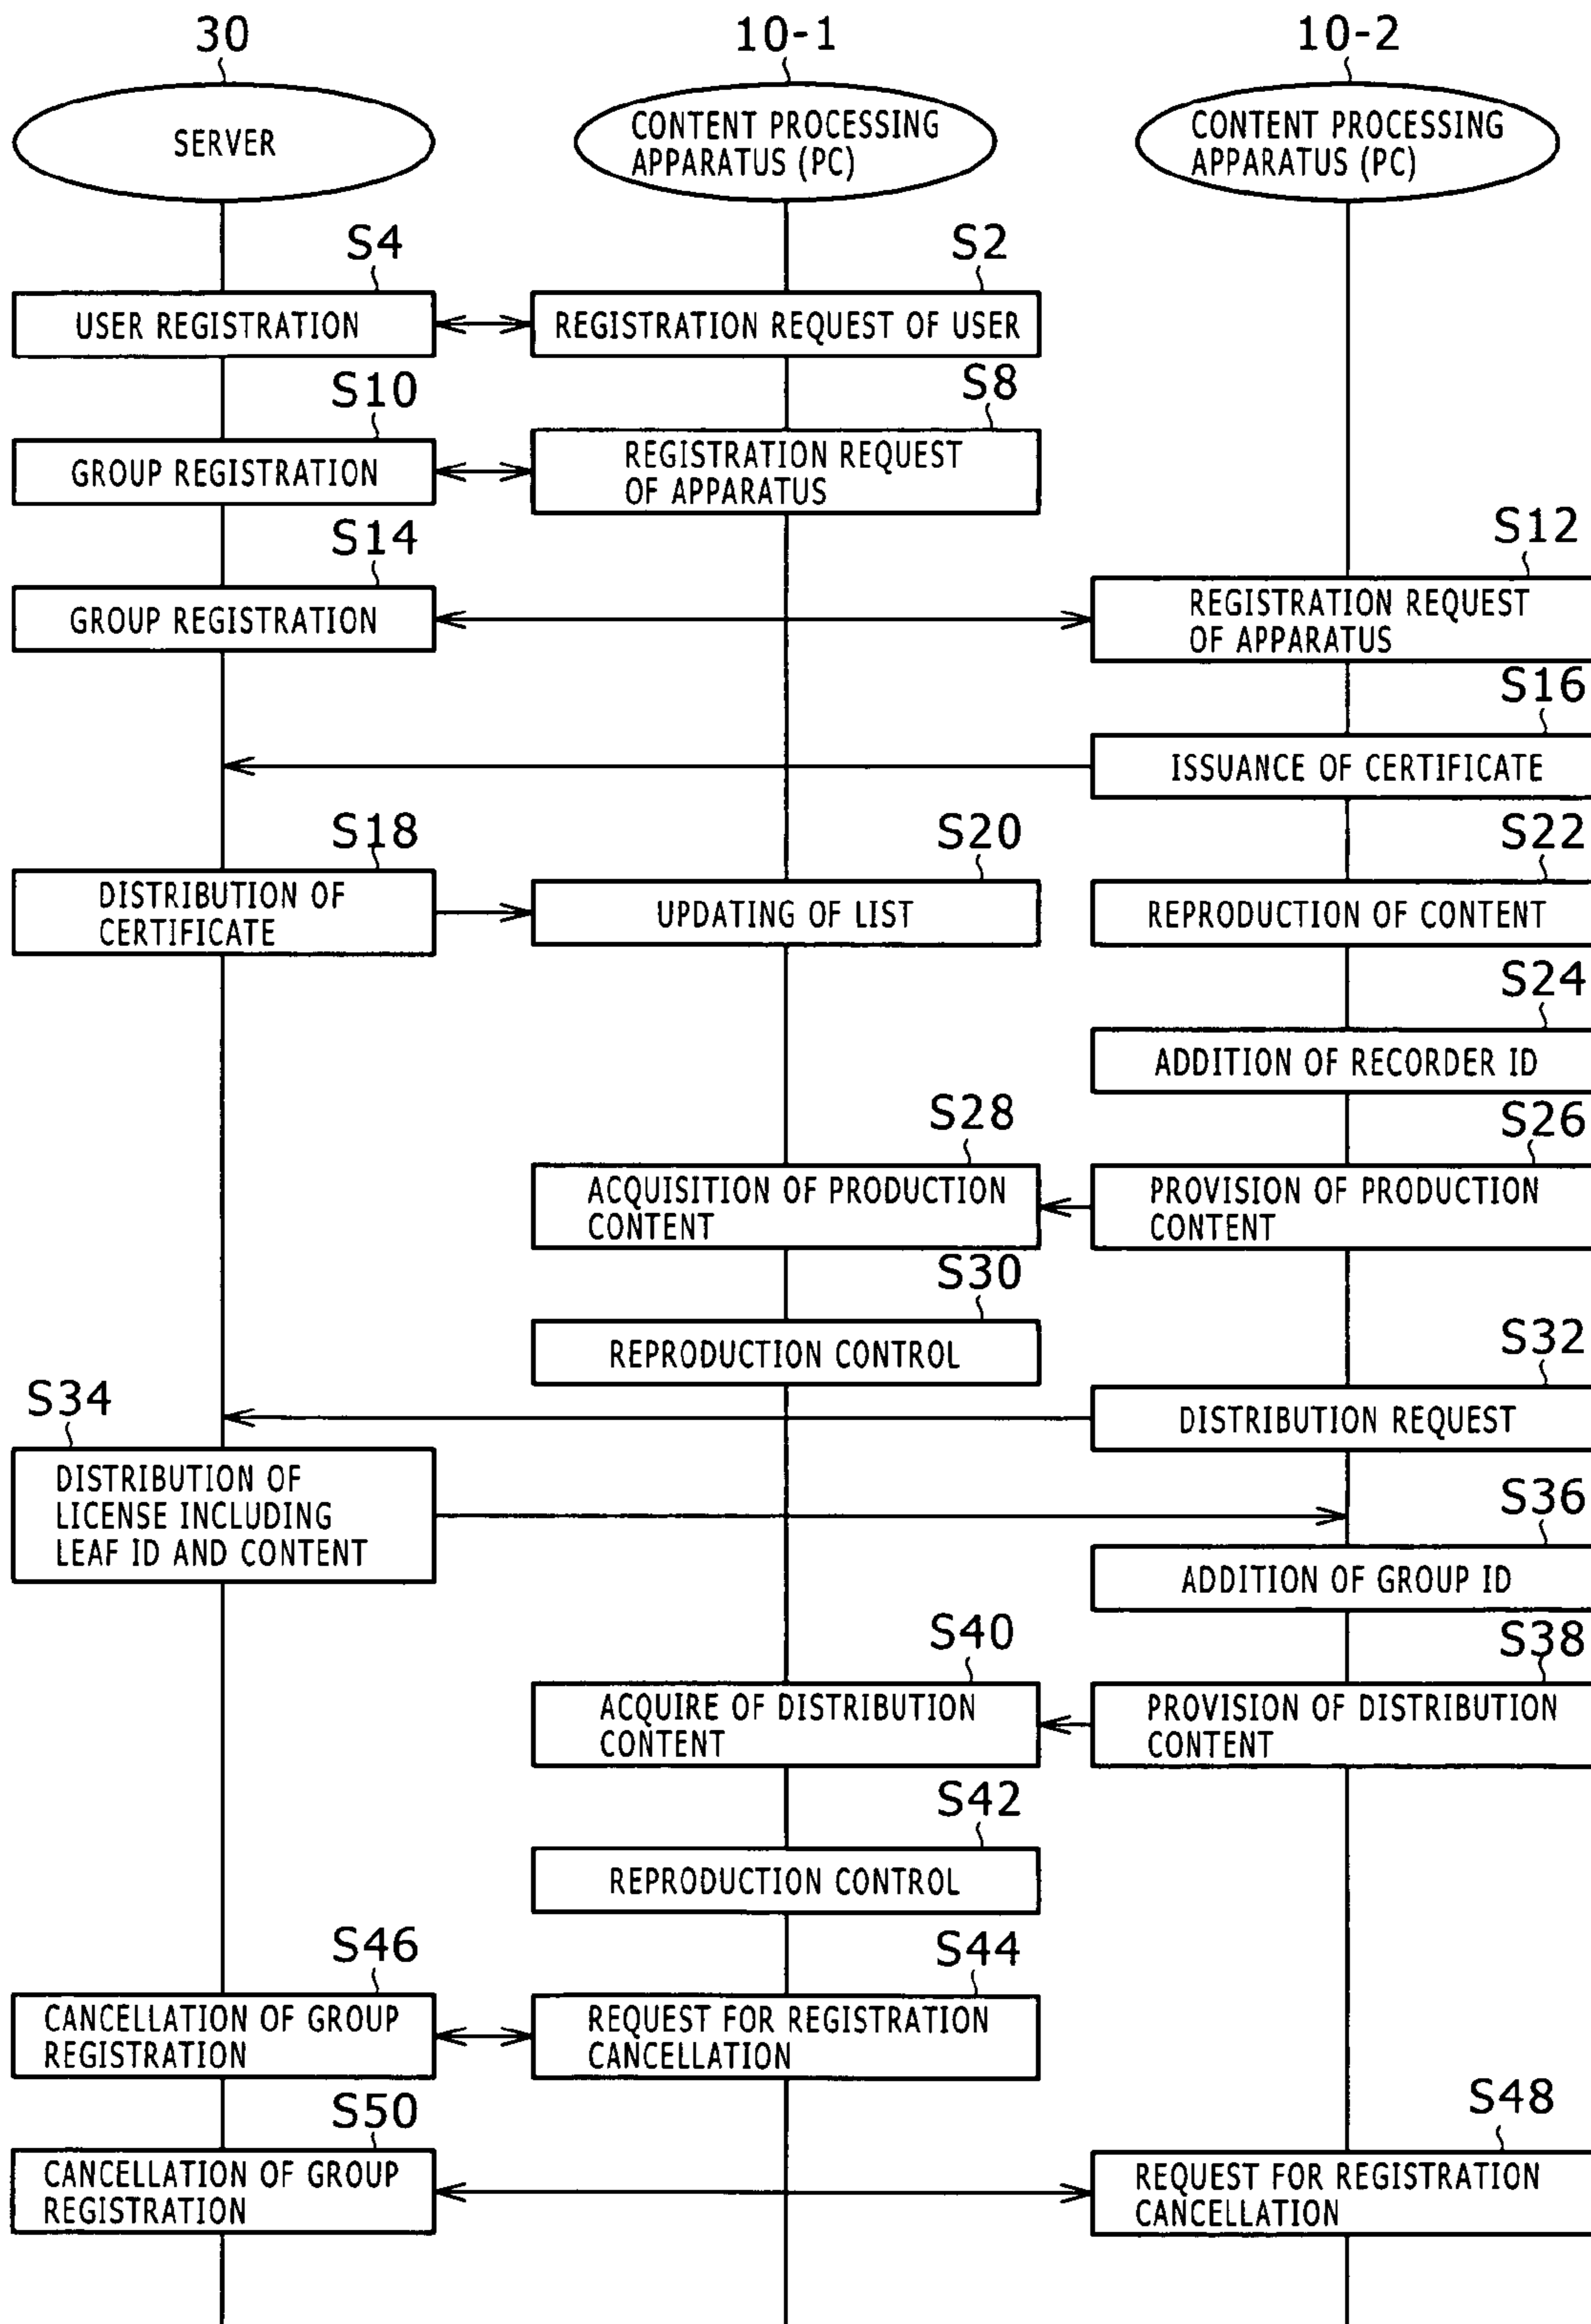 30
10-1
10-2
SERVER
CONTENT PROCESSING
APPARATUS (PC)
CONTENT PROCESSING
APPARATUS (PC)
S4
S2
USER REGISTRATION
REGISTRATION REQUEST OF USER
S10
S8
GROUP REGISTRATION
REGISTRATION REQUEST
OF APPARATUS
S14
S12
GROUP REGISTRATION
REGISTRATION REQUEST
OF APPARATUS
S16
ISSUANCE OF CERTIFICATE
S18
S20
S22
DISTRIBUTION OF
CERTIFICATE
UPDATING OF LIST
REPRODUCTION OF CONTENT
S24
ADDITION OF RECORDER ID
S28
S26
ACQUISITION OF PRODUCTION
CONTENT
PROVISION OF PRODUCTION
CONTENT
S30
REPRODUCTION CONTROL
S32
DISTRIBUTION REQUEST
S34
DISTRIBUTION OF
LICENSE INCLUDING
LEAF ID AND CONTENT
S36
ADDITION OF GROUP ID
S40
S38
ACQUIRE OF DISTRIBUTION
CONTENT
PROVISION OF DISTRIBUTION
CONTENT
S42
REPRODUCTION CONTROL
S46
S44
CANCELLATION OF GROUP
REGISTRATION
REQUEST FOR REGISTRATION
CANCELLATION
S50
S48
CANCELLATION OF GROUP
REGISTRATION
REQUEST FOR REGISTRATION
CANCELLATION